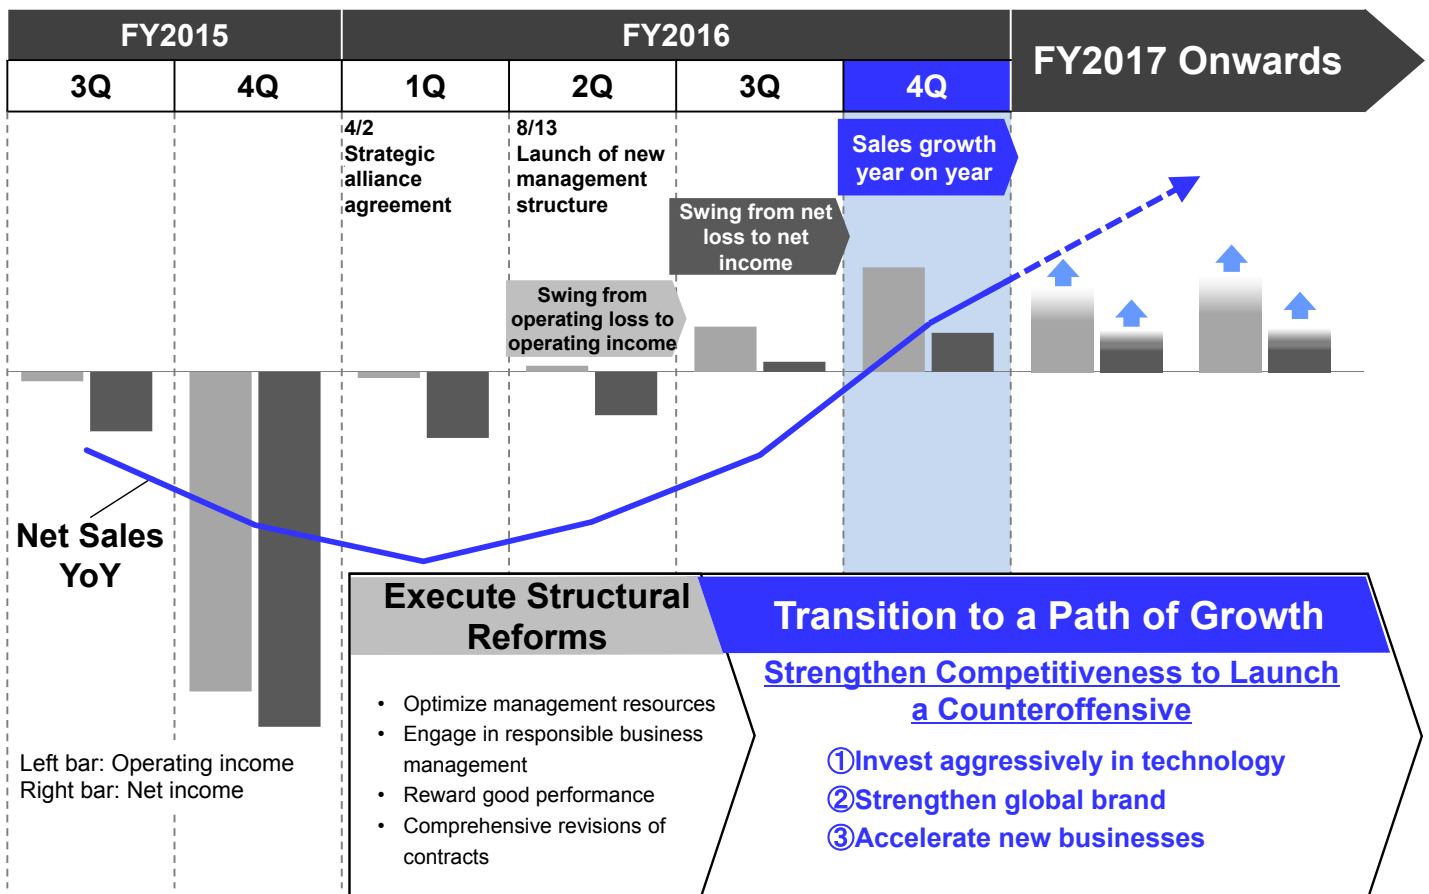 FY2015
FY2016
FY2017 Onwards
3Q
4Q
1Q
2Q
3Q
4Q
4/2
Strategic
alliance
agreement
8/13
Launch of new
management
structure
Sales growth
year on year
Swing from net
loss to net
income
Swing from
operating loss to
operating income
Net Sales
YoY
Left bar: Operating income
Right bar: Net income
Execute Structural
Reforms
• Optimize management resources
• Engage in responsible business
management
• Reward good performance
• Comprehensive revisions of
contracts
Transition to a Path of Growth
Strengthen Competitiveness to Launch
a Counteroffensive
①Invest aggressively in technology
②Strengthen global brand
③Accelerate new businesses